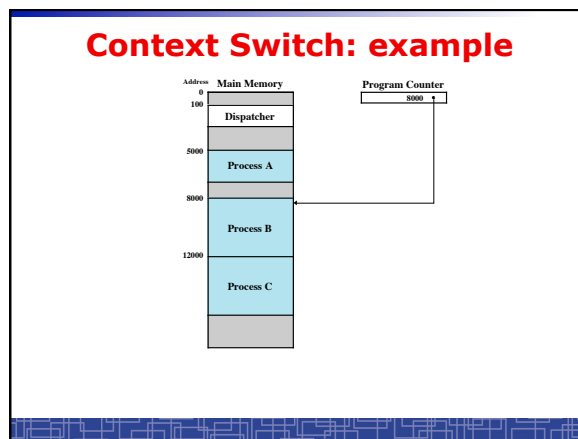 Context Switch: example
Address Main Memory Program Counter
0 8000
100
Dispatcher
5000
Process A
8000
Process B
12000
Process C